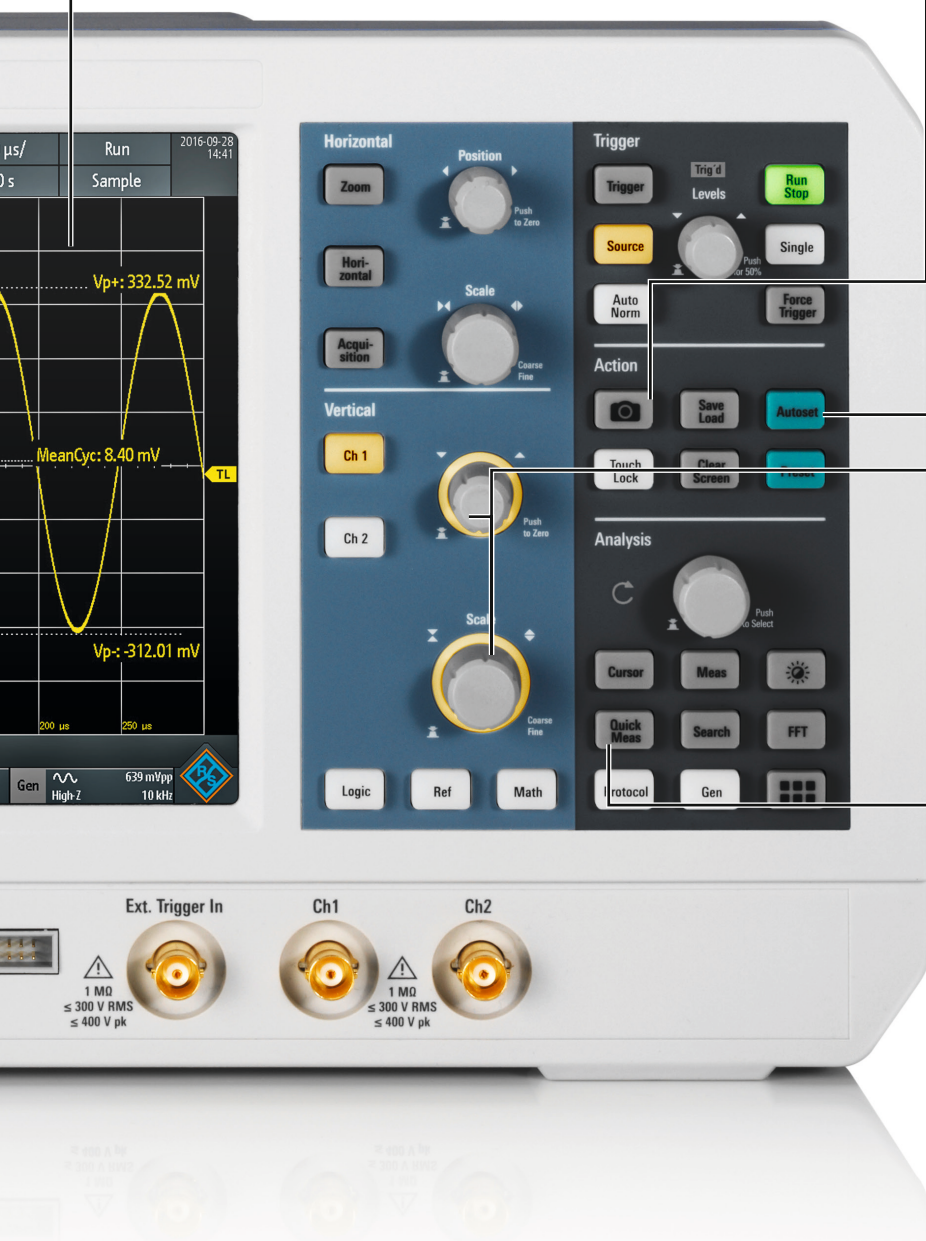 µs/
Run
2016-09-28
14:41
0 s
Sample
Vp+: 332.52 mV
MeanCyc: 8.40 mV
TL
Vp-: -312.01 mV
200 µs
250 µs
Gen
High-Z
639 mVpp
10 kHz
R&S
Horizontal
Position
Zoom
Push
to Zero
Hori-
zontal
Scale
Acqui-
sition
Coarse
Fine
Vertical
Ch 1
Push
to Zero
Ch 2
Scale
Coarse
Fine
Logic
Ref
Math
Trigger
Trigger
Trig'd
Levels
Run
Stop
Source
Single
Push
for 50%
Auto
Norm
Force
Trigger
Action
Save
Load
Autoset
Touch
Lock
Clear
Screen
Preset
Analysis
Push
to Select
Cursor
Meas
Quick
Meas
Search
FFT
Protocol
Gen
Ext. Trigger In
Ch1
Ch2
1 MΩ
≤ 300 V RMS
≤ 400 V pk
1 MΩ
≤ 300 V RMS
≤ 400 V pk